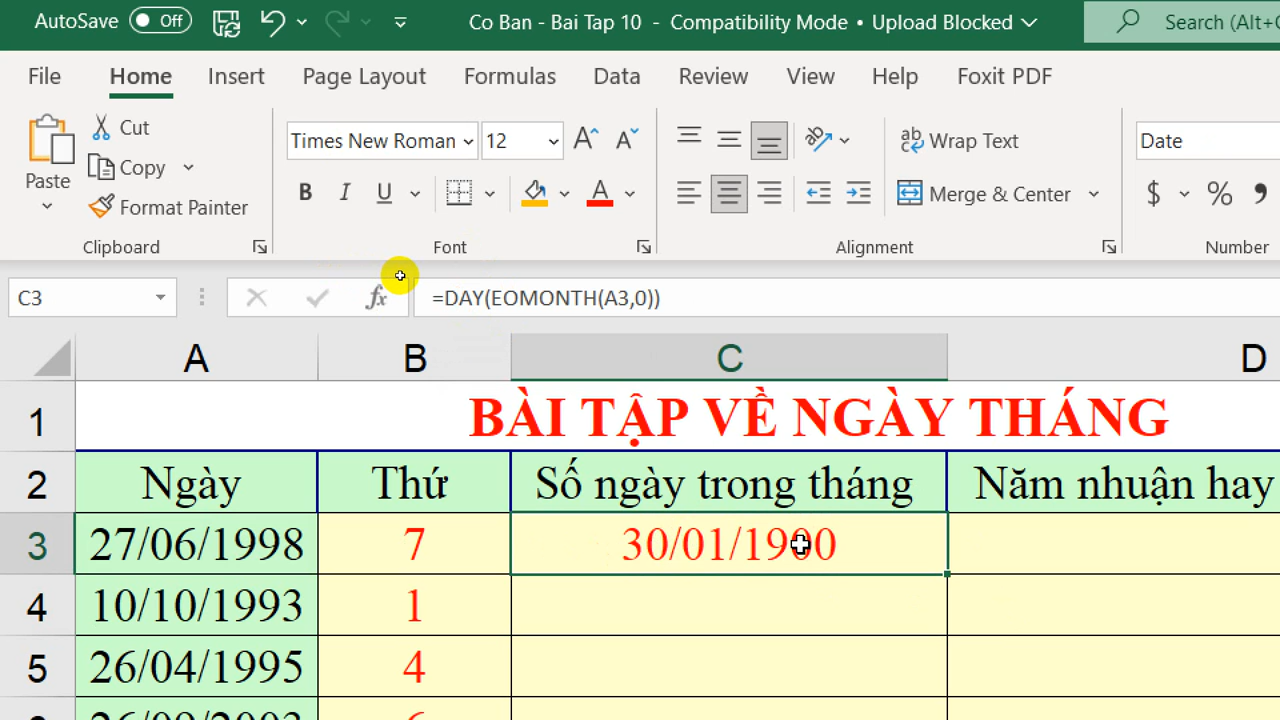 AutoSave Off Co Ban - Bai Tap 10 - Compatibility Mode • Upload Blocked Search (Alt+
File Home Insert Page Layout Formulas Data Review View Help Foxit PDF
Paste Cut Copy Format Painter
Times New Roman 12 A A
B I U A
ab Wrap Text
Merge & Center
Date
$ % ,
Clipboard Font Alignment Number
C3 fx =DAY(EOMONTH(A3,0))
A B C D
1 BÀI TẬP VỀ NGÀY THÁNG
2 Ngày Thứ Số ngày trong tháng Năm nhuận hay
3 27/06/1998 7 30/01/1900
4 10/10/1993 1
5 26/04/1995 4